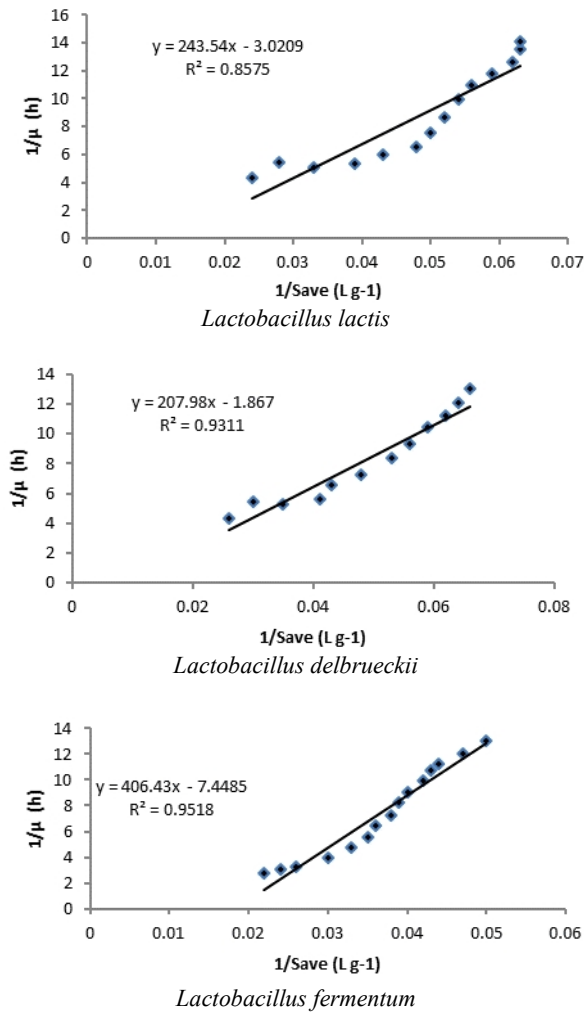 16
14
12
10
8
6
4
2
0
1/μ (h)
y = 243.54x - 3.0209
R² = 0.8575
0 0.01 0.02 0.03 0.04 0.05 0.06 0.07
1/Save (L g-1)
Lactobacillus lactis
14
12
10
8
6
4
2
0
1/μ (h)
y = 207.98x - 1.867
R² = 0.9311
0 0.02 0.04 0.06 0.08
1/Save (L g-1)
Lactobacillus delbrueckii
14
12
10
8
6
4
2
0
1/μ (h)
y = 406.43x - 7.4485
R² = 0.9518
0 0.01 0.02 0.03 0.04 0.05 0.06
1/Save (L g-1)
Lactobacillus fermentum